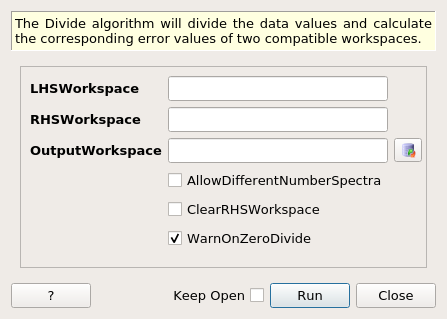 The Divide algorithm will divide the data values and calculate
the corresponding error values of two compatible workspaces.
LHSWorkspace
RHSWorkspace
OutputWorkspace
AllowDifferentNumberSpectra
ClearRHSWorkspace
WarnOnZeroDivide
? Keep Open Run Close